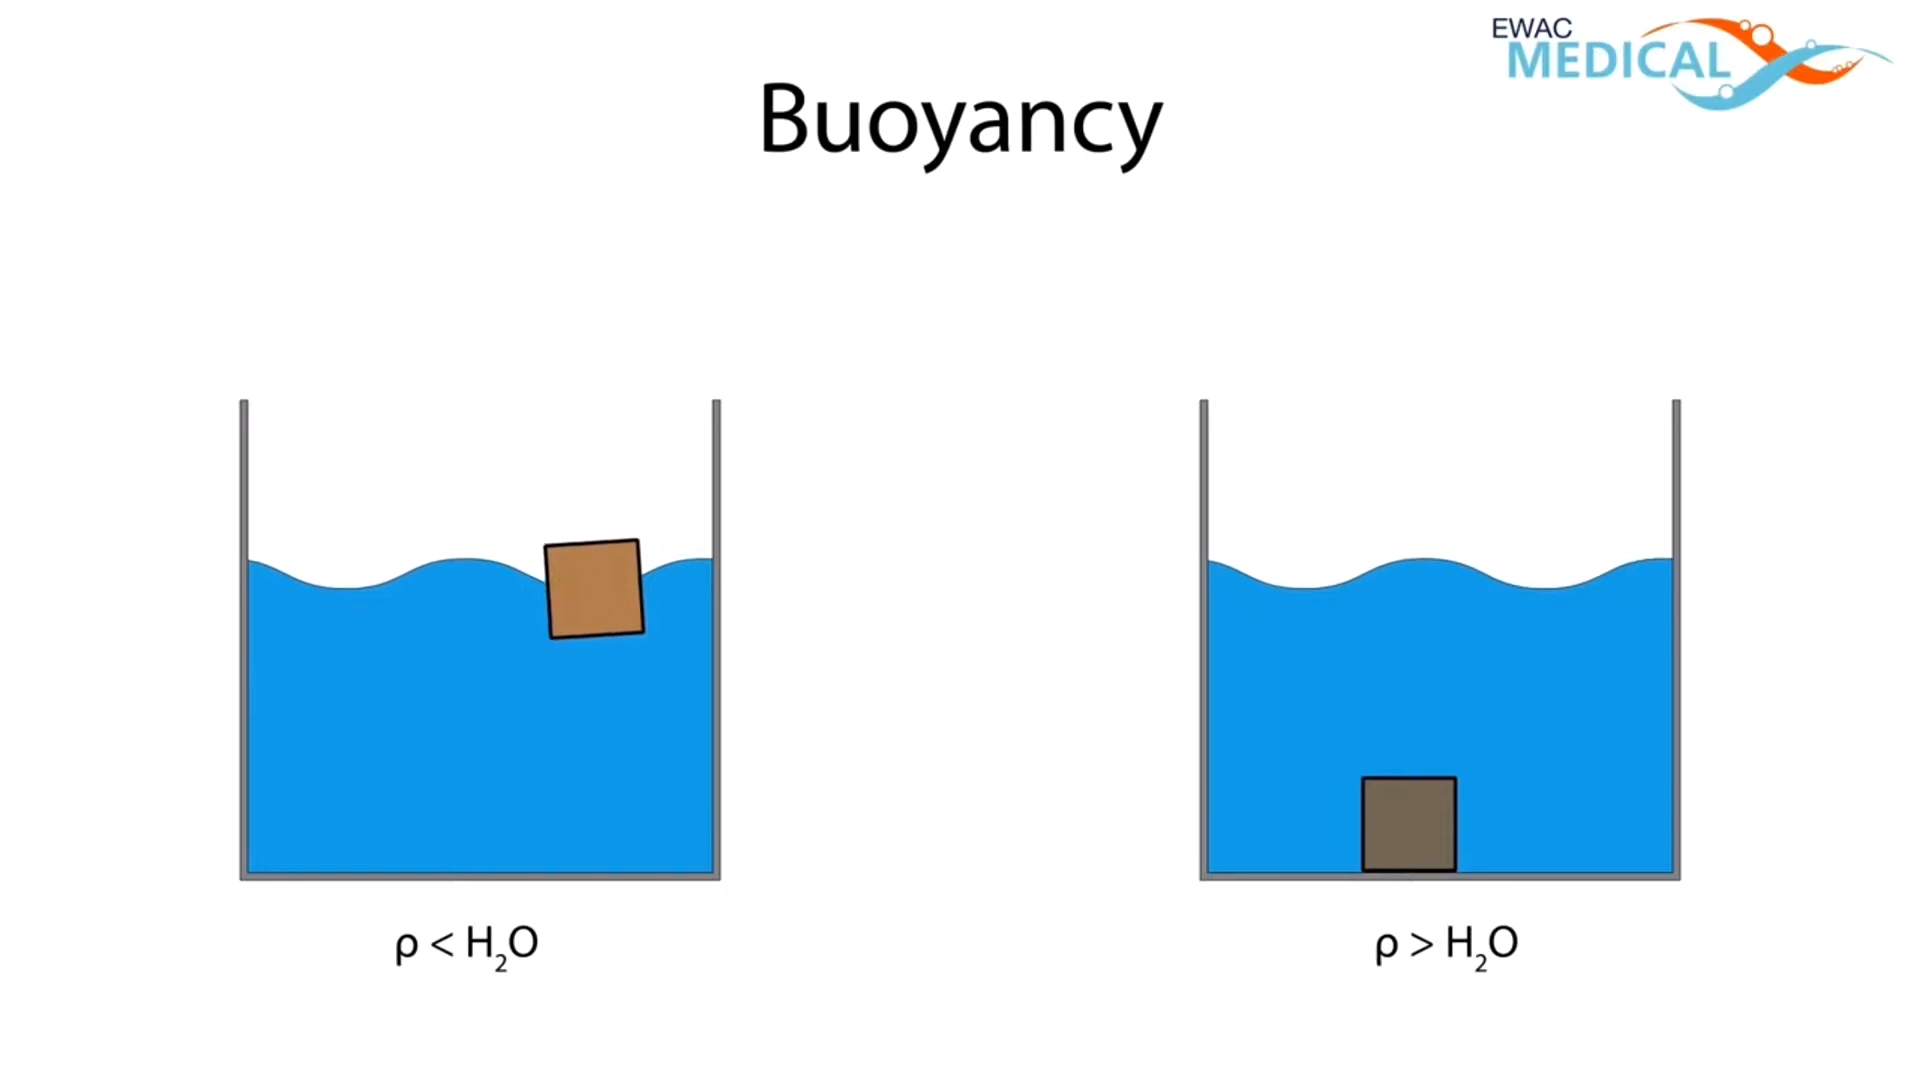 EWAC
MEDICAL
Buoyancy
ρ < H₂O
ρ > H₂O